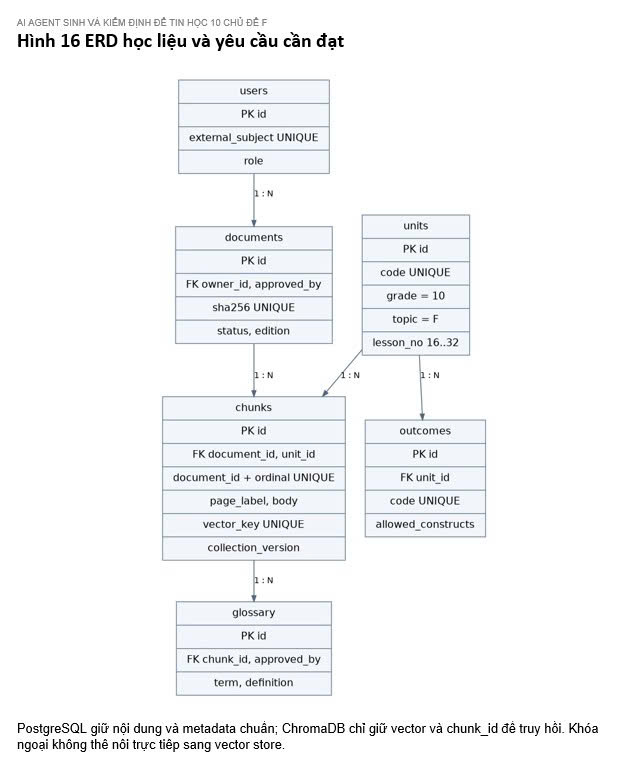 AI AGENT SINH VÀ KIỂM ĐỊNH ĐỀ TIN HỌC 10 CHỦ ĐỀ F
Hình 16 ERD học liệu và yêu cầu cần đạt
users
PK id
external_subject UNIQUE
role
1 : N
documents
PK id
FK owner_id, approved_by
sha256 UNIQUE
status, edition
units
PK id
code UNIQUE
grade = 10
topic = F
lesson_no 16..32
1 : N
1 : N
1 : N
chunks
PK id
FK document_id, unit_id
document_id + ordinal UNIQUE
page_label, body
vector_key UNIQUE
collection_version
outcomes
PK id
FK unit_id
code UNIQUE
allowed_constructs
1 : N
glossary
PK id
FK chunk_id, approved_by
term, definition
PostgreSQL giữ nội dung và metadata chuẩn; ChromaDB chỉ giữ vector và chunk_id để truy hồi. Khóa
ngoại không thể nối trực tiếp sang vector store.